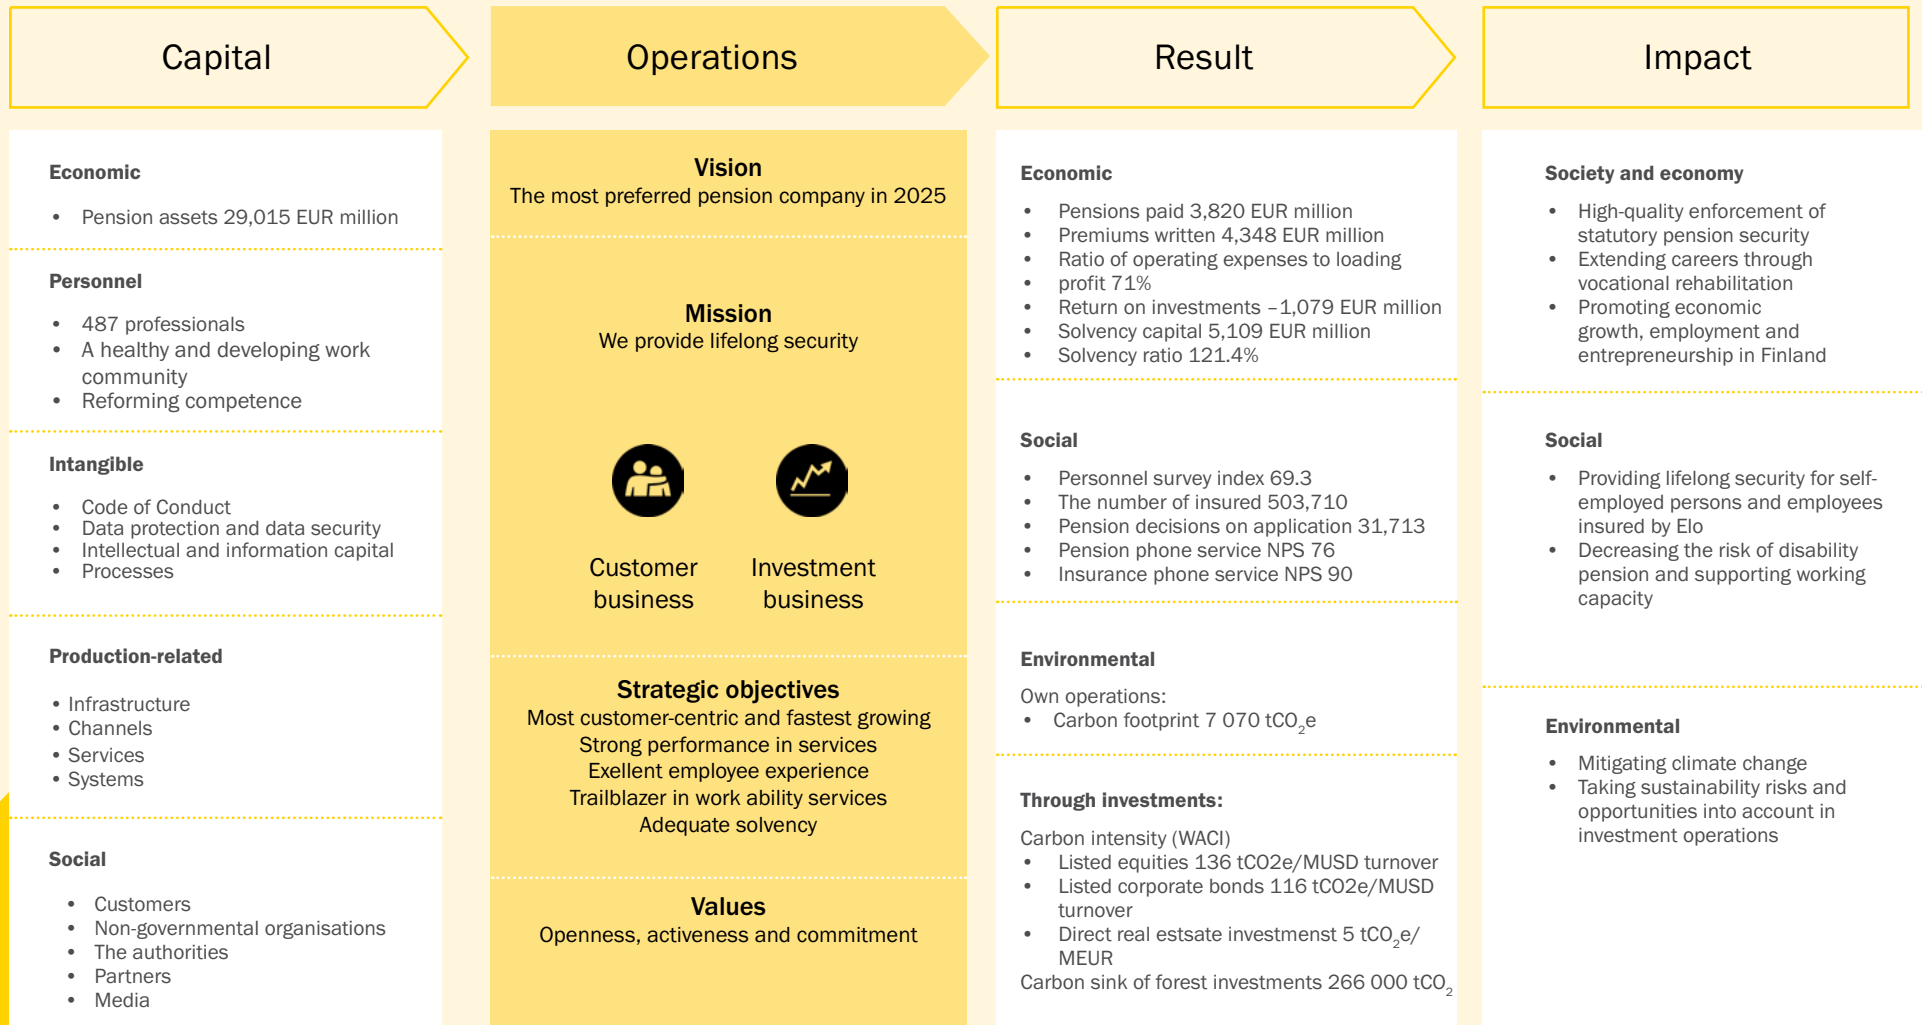 Capital
Operations
Result
Impact
Economic
• Pension assets 29,015 EUR million
Personnel
• 487 professionals
• A healthy and developing work
community
• Reforming competence
Intangible
• Code of Conduct
• Data protection and data security
• Intellectual and information capital
• Processes
Production-related
• Infrastructure
• Channels
• Services
• Systems
Social
• Customers
• Non-governmental organisations
• The authorities
• Partners
• Media
Vision
The most preferred pension company in 2025
Mission
We provide lifelong security
Customer
business
Investment
business
Strategic objectives
Most customer-centric and fastest growing
Strong performance in services
Exellent employee experience
Trailblazer in work ability services
Adequate solvency
Values
Openness, activeness and commitment
Economic
• Pensions paid 3,820 EUR million
• Premiums written 4,348 EUR million
• Ratio of operating expenses to loading
• profit 71%
• Return on investments –1,079 EUR million
• Solvency capital 5,109 EUR million
• Solvency ratio 121.4%
Social
• Personnel survey index 69.3
• The number of insured 503,710
• Pension decisions on application 31,713
• Pension phone service NPS 76
• Insurance phone service NPS 90
Environmental
Own operations:
• Carbon footprint 7 070 tCO₂e
Through investments:
Carbon intensity (WACI)
• Listed equities 136 tCO2e/MUSD turnover
• Listed corporate bonds 116 tCO2e/MUSD
turnover
• Direct real estsate investmenst 5 tCO₂e/
MEUR
Carbon sink of forest investments 266 000 tCO₂
Society and economy
• High-quality enforcement of
statutory pension security
• Extending careers through
vocational rehabilitation
• Promoting economic
growth, employment and
entrepreneurship in Finland
Social
• Providing lifelong security for self-
employed persons and employees
insured by Elo
• Decreasing the risk of disability
pension and supporting working
capacity
Environmental
• Mitigating climate change
• Taking sustainability risks and
opportunities into account in
investment operations